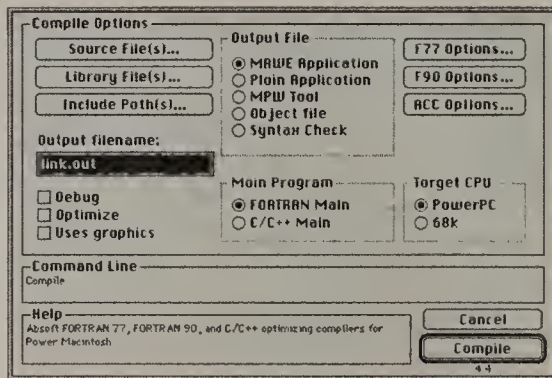 Compile Options
Source File(s)...
Library File(s)...
Include Path(s)...
Output filename:
link.out
Debug
Optimize
Uses graphics
Output File
MRWE Application
Plain Application
MPW Tool
Object file
Syntax Check
Main Program
FORTRAN Main
C/C++ Main
F77 Options...
F90 Options...
ACC Options...
Target CPU
PowerPC
68k
Command Line
Compile
Help
Absoft FORTRAN 77, FORTRAN 90, and C/C++ optimizing compilers for
Power Macintosh
Cancel
Compile
4.4